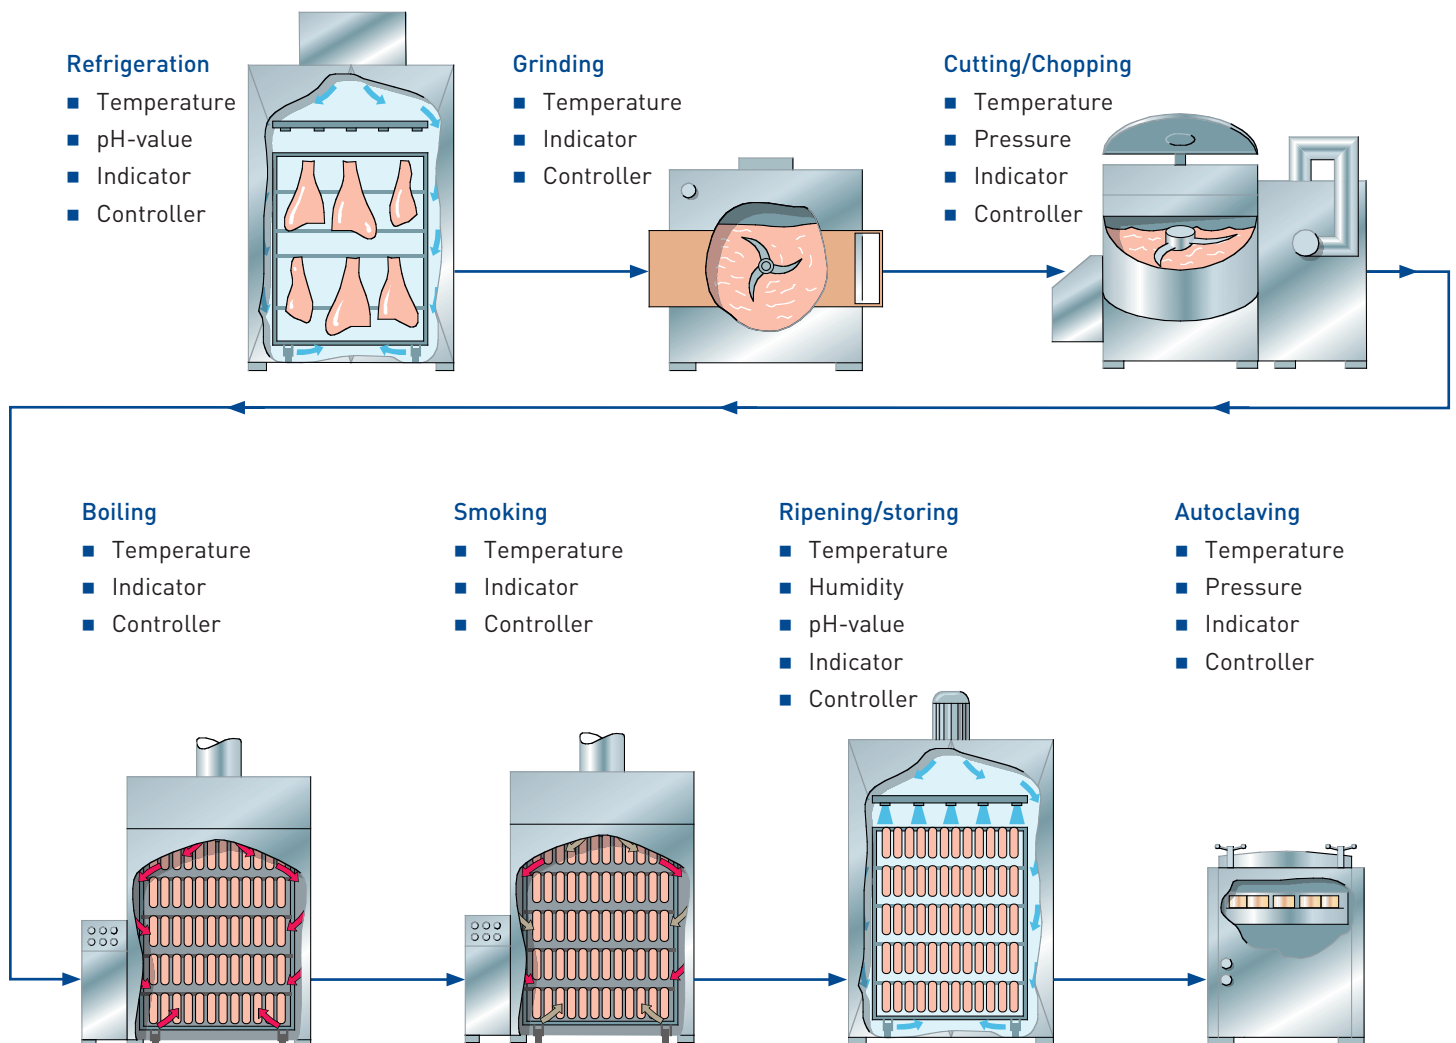 Refrigeration
Temperature
pH-value
Indicator
Controller
Grinding
Temperature
Indicator
Controller
Cutting/Chopping
Temperature
Pressure
Indicator
Controller
Boiling
Temperature
Indicator
Controller
Smoking
Temperature
Indicator
Controller
Ripening/storing
Temperature
Humidity
pH-value
Indicator
Controller
Autoclaving
Temperature
Pressure
Indicator
Controller